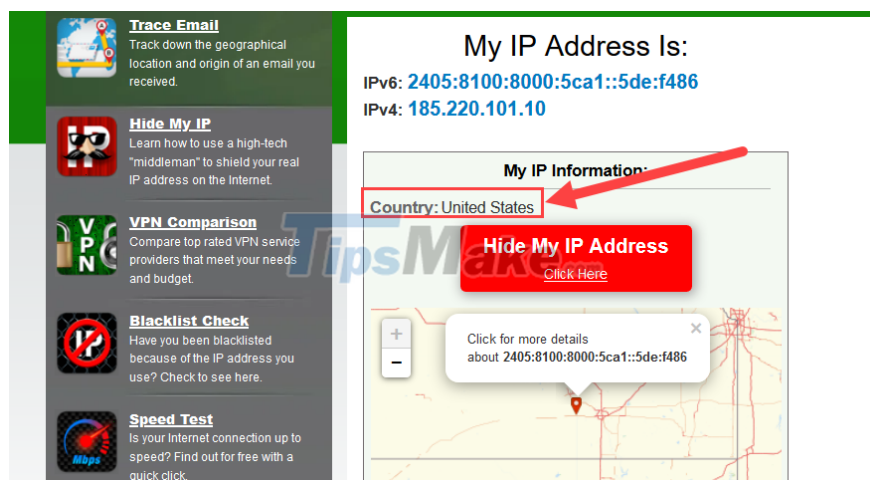 Trace Email
Track down the geographical
location and origin of an email you
received.
Hide My IP
Learn how to use a high-tech
"middleman" to shield your real
IP address on the Internet.
VPN Comparison
Compare top rated VPN service
providers that meet your needs
and budget.
Blacklist Check
Have you been blacklisted
because of the IP address you
use? Check to see here.
Speed Test
Is your Internet connection up to
speed? Find out for free with a
quick click.
VPN
IP
Mbps
My IP Address Is:
IPv6: 2405:8100:8000:5ca1::5de:f486
IPv4: 185.220.101.10
My IP Information:
Country: United States
Hide My IP Address
Click Here
TipsMake.com
+
−
Click for more details
about 2405:8100:8000:5ca1::5de:f486
×